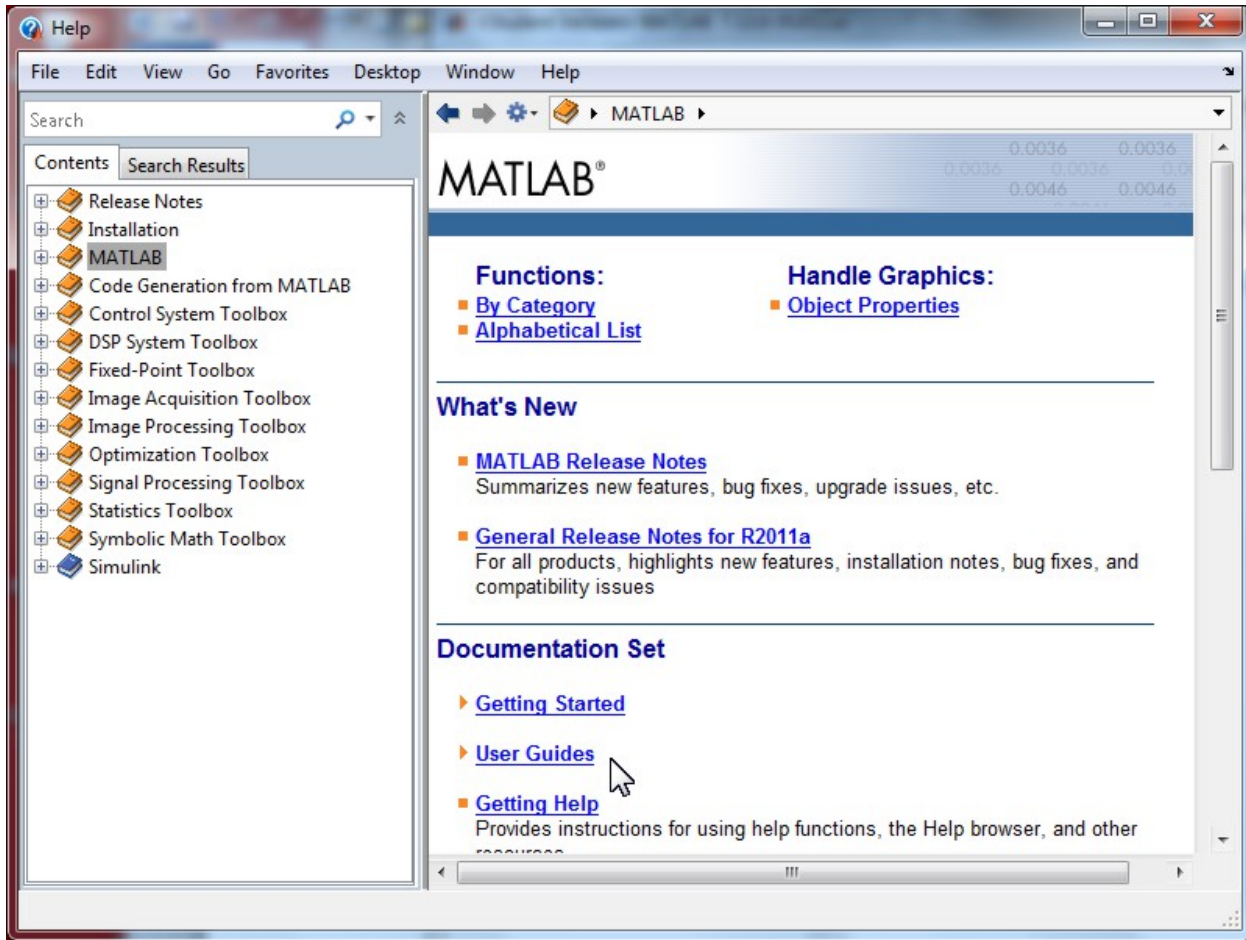 Help
File Edit View Go Favorites Desktop Window Help
Search
MATLAB
Contents Search Results
Release Notes
Installation
MATLAB
Code Generation from MATLAB
Control System Toolbox
DSP System Toolbox
Fixed-Point Toolbox
Image Acquisition Toolbox
Image Processing Toolbox
Optimization Toolbox
Signal Processing Toolbox
Statistics Toolbox
Symbolic Math Toolbox
Simulink
MATLAB®
0.0036 0.0036
0.0036 0.0036
0.0046 0.0046
Functions:
By Category
Alphabetical List
Handle Graphics:
Object Properties
What's New
MATLAB Release Notes
Summarizes new features, bug fixes, upgrade issues, etc.
General Release Notes for R2011a
For all products, highlights new features, installation notes, bug fixes, and
compatibility issues
Documentation Set
Getting Started
User Guides
Getting Help
Provides instructions for using help functions, the Help browser, and other